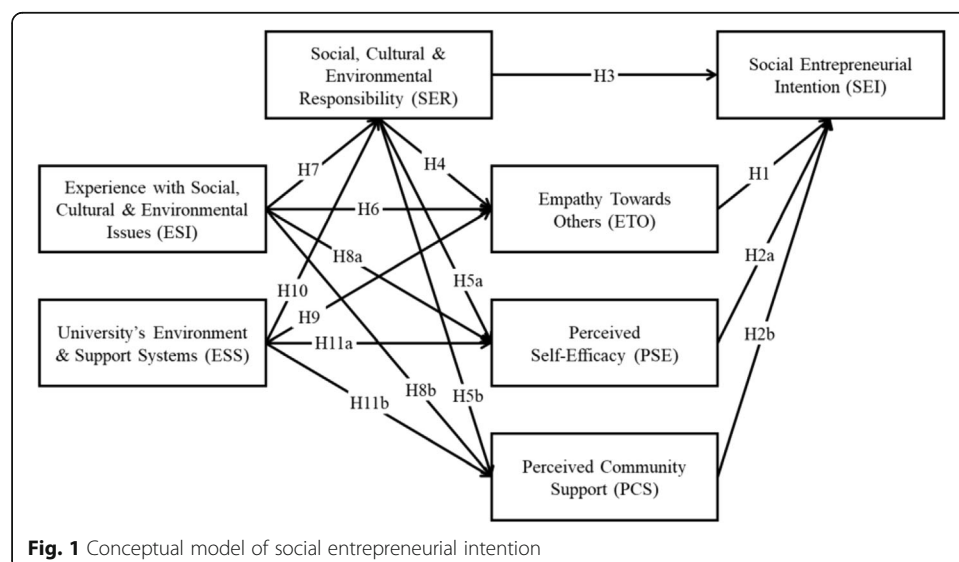 Social, Cultural &
Environmental
Responsibility (SER)
H3
Social Entrepreneurial
Intention (SEI)
H7
H4
H1
Experience with Social,
Cultural & Environmental
Issues (ESI)
H6
Empathy Towards
Others (ETO)
H8a
H2a
H10
H5a
H9
University's Environment
& Support Systems (ESS)
H11a
Perceived
Self-Efficacy (PSE)
H2b
H8b
H5b
H11b
Perceived Community
Support (PCS)
Fig. 1 Conceptual model of social entrepreneurial intention